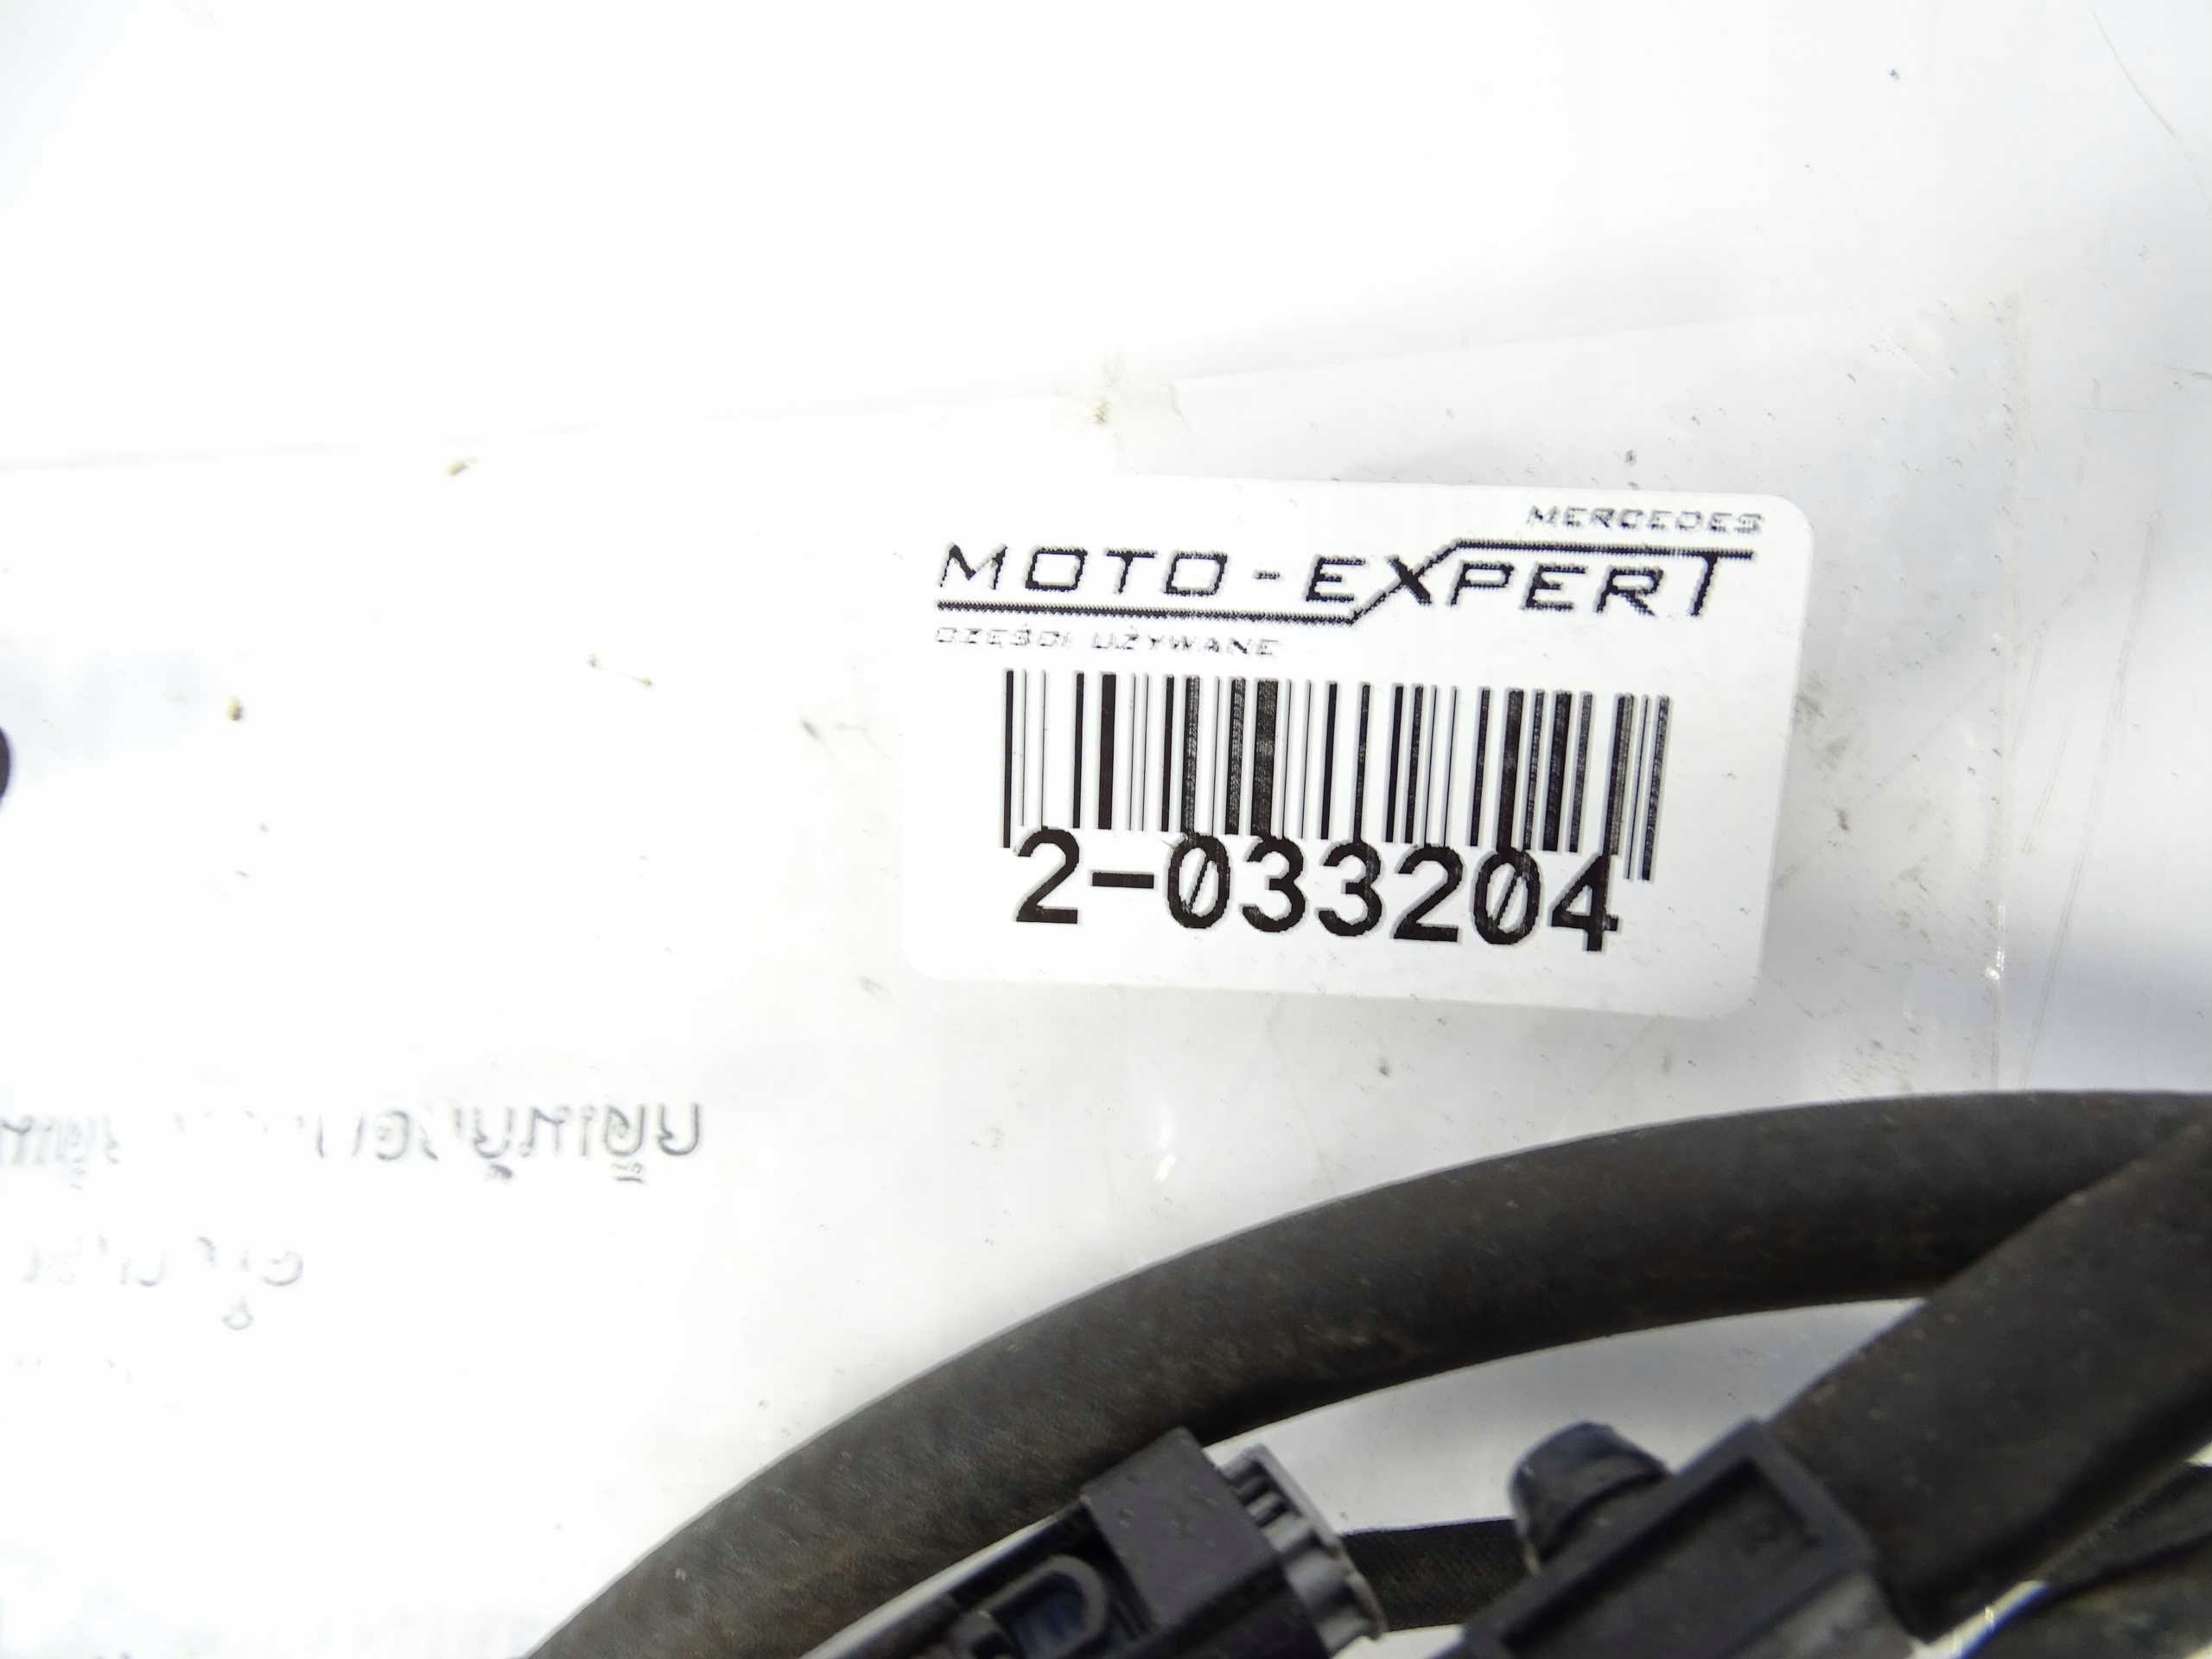 MERCEDES
MOTO-EXPERT
CZĘŚCI UŻYWANE
2-033204